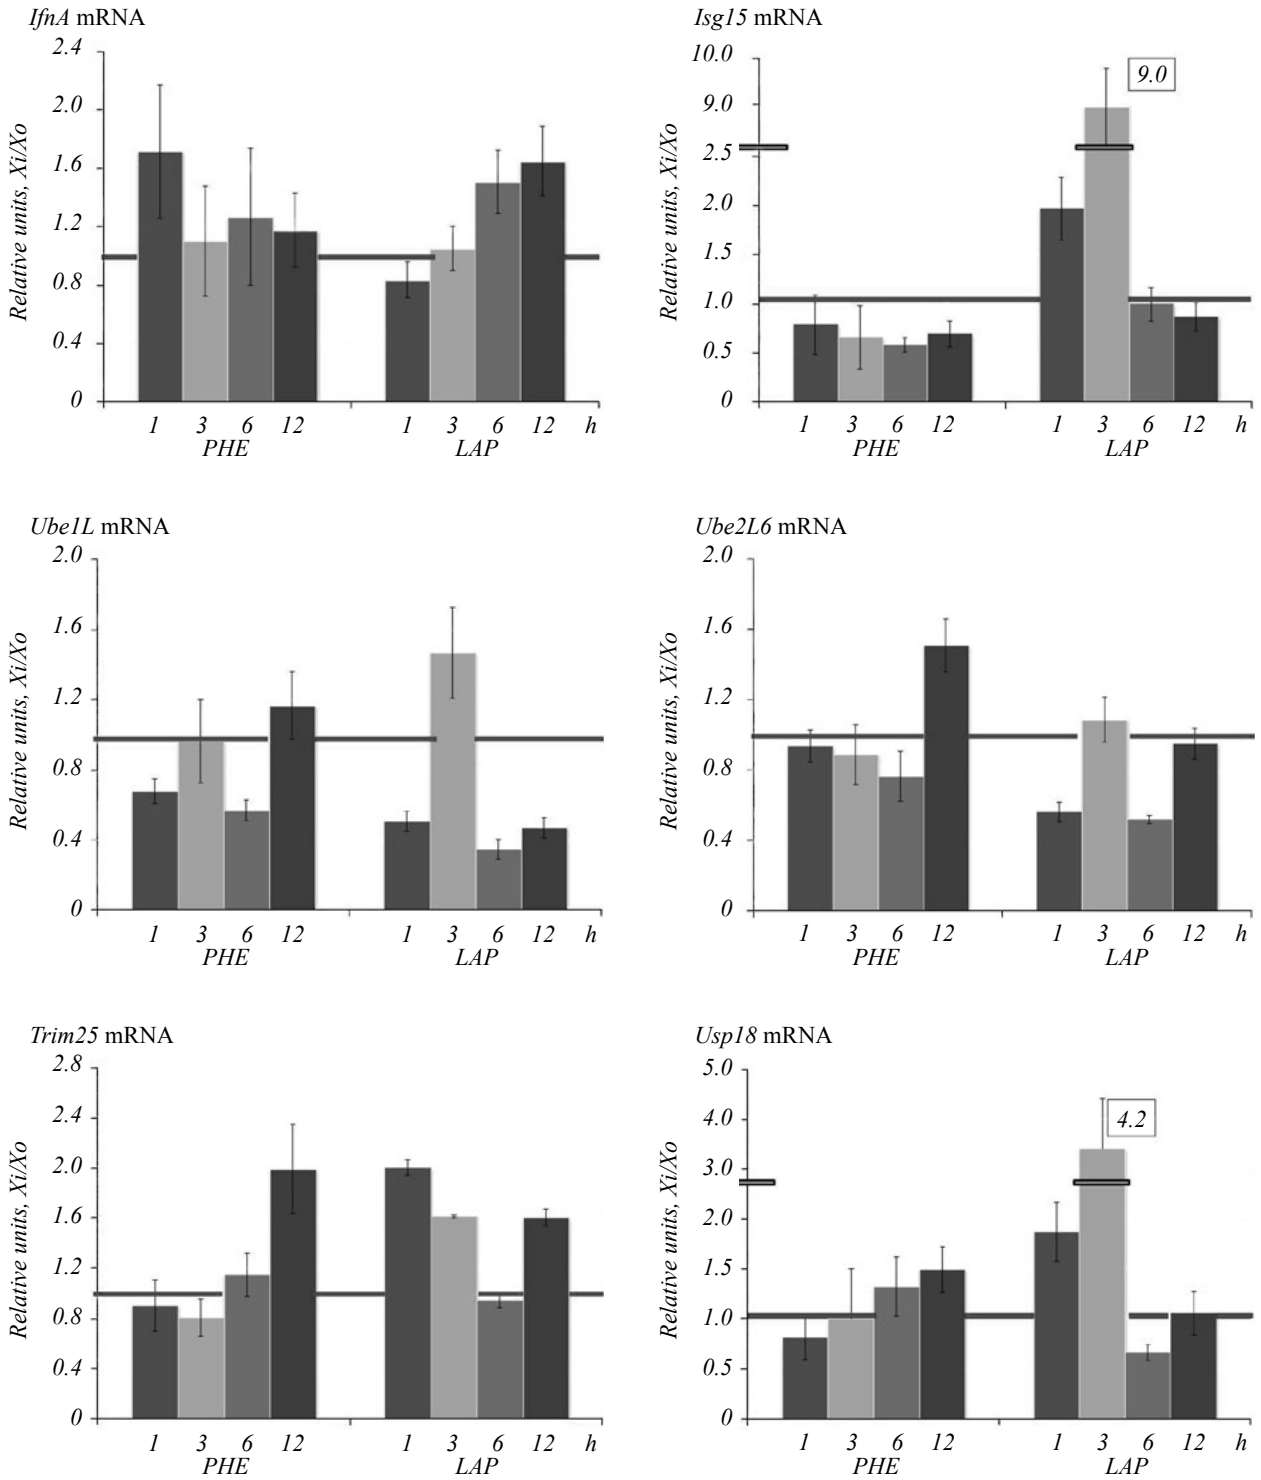 IfnA mRNA
Relative units, Xi/Xo
2.4
2.0
1.6
1.2
0.8
0.4
0
1 3 6 12 1 3 6 12 h
PHE LAP
Isg15 mRNA
Relative units, Xi/Xo
10.0
9.0
2.5
2.0
1.5
1.0
0.5
0
9.0
1 3 6 12 1 3 6 12 h
PHE LAP
Ube1L mRNA
Relative units, Xi/Xo
2.0
1.6
1.2
0.8
0.4
0
1 3 6 12 1 3 6 12 h
PHE LAP
Ube2L6 mRNA
Relative units, Xi/Xo
2.0
1.6
1.2
0.8
0.4
0
1 3 6 12 1 3 6 12 h
PHE LAP
Trim25 mRNA
Relative units, Xi/Xo
2.8
2.4
2.0
1.6
1.2
0.8
0.4
0
1 3 6 12 1 3 6 12 h
PHE LAP
Usp18 mRNA
Relative units, Xi/Xo
5.0
4.0
3.0
2.0
1.5
1.0
0.5
0
4.2
1 3 6 12 1 3 6 12 h
PHE LAP